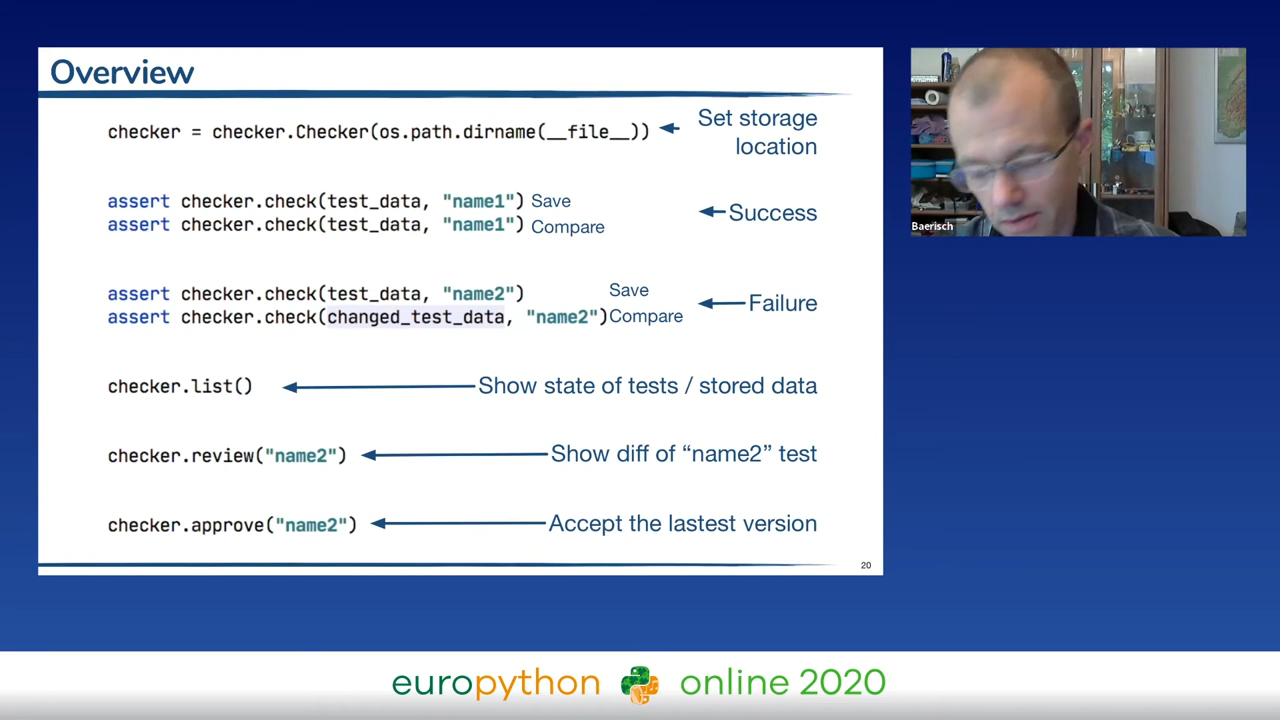 Overview
checker = checker.Checker(os.path.dirname(__file__))
Set storage
location
assert checker.check(test_data, "name1") Save
assert checker.check(test_data, "name1") Compare
Success
assert checker.check(test_data, "name2") Save
assert checker.check(changed_test_data, "name2") Compare
Failure
checker.list()
Show state of tests / stored data
checker.review("name2")
Show diff of “name2” test
checker.approve("name2")
Accept the lastest version
20
Baerisch
europython online 2020